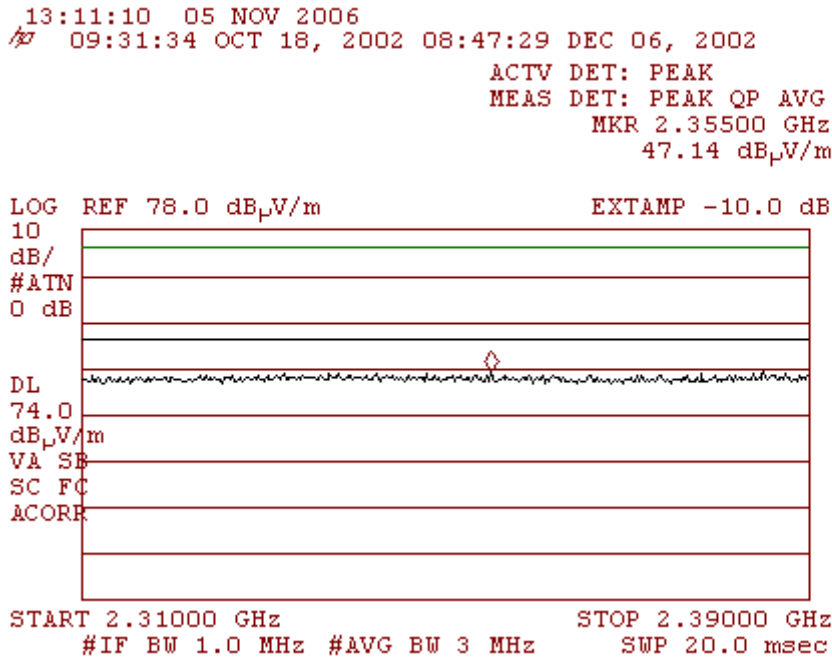 13:11:10 05 NOV 2006
hp 09:31:34 OCT 18, 2002 08:47:29 DEC 06, 2002
ACTV DET: PEAK
MEAS DET: PEAK QP AVG
MKR 2.35500 GHz
47.14 dBµV/m
LOG REF 78.0 dBµV/m EXTAMP -10.0 dB
10
dB/
#ATN
0 dB
DL
74.0
dBµV/m
VA SB
SC FC
ACORR
START 2.31000 GHz STOP 2.39000 GHz
#IF BW 1.0 MHz #AVG BW 3 MHz SWP 20.0 msec